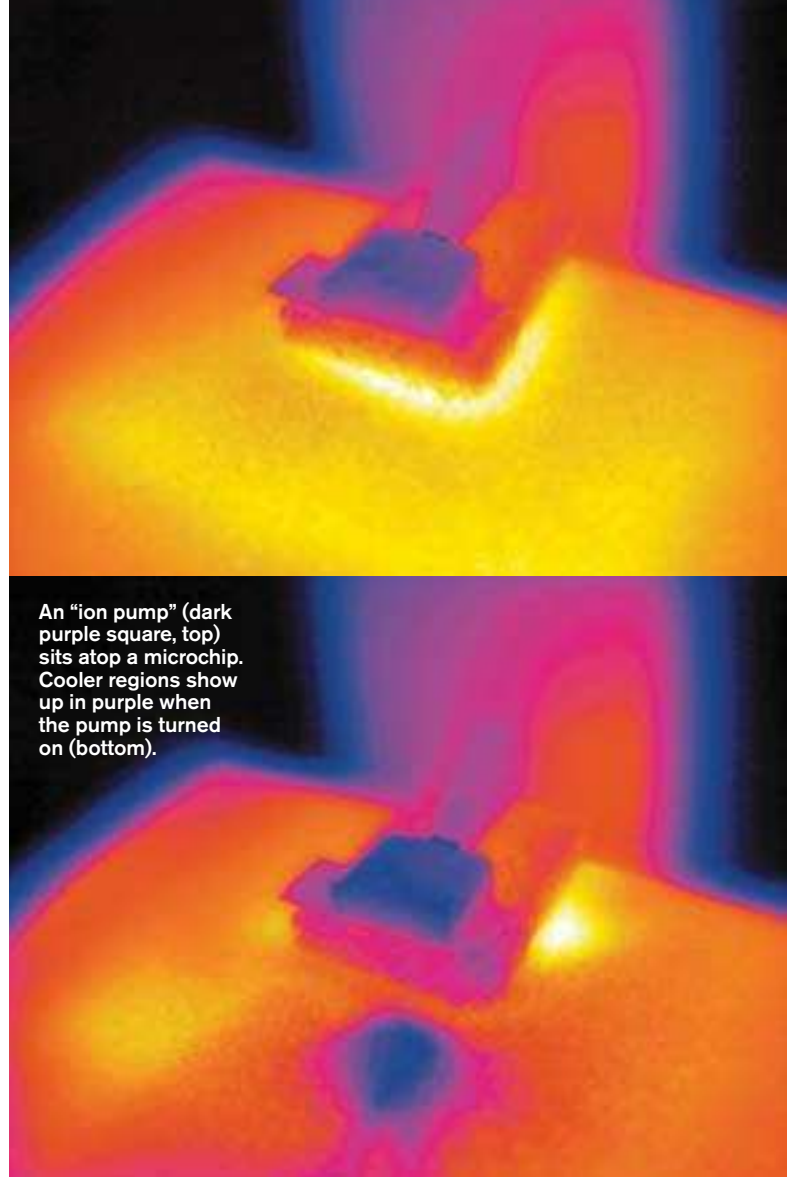 An “ion pump” (dark
purple square, top)
sits atop a microchip.
Cooler regions show
up in purple when
the pump is turned
on (bottom).